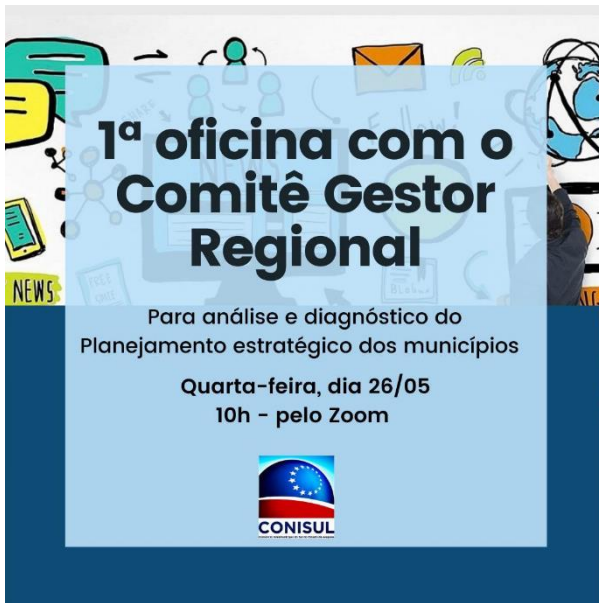 1ª oficina com o
Comitê Gestor
Regional
NEWS
Para análise e diagnóstico do
Planejamento estratégico dos municípios
Quarta-feira, dia 26/05
10h - pelo Zoom
CONISUL